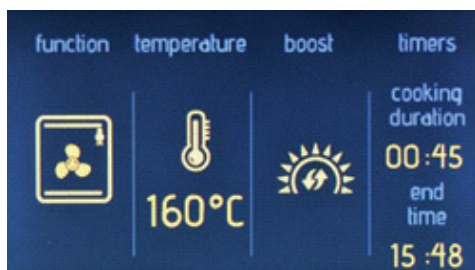 function temperature boost timers
cooking
duration
00:45
160°C
end
time
15:48